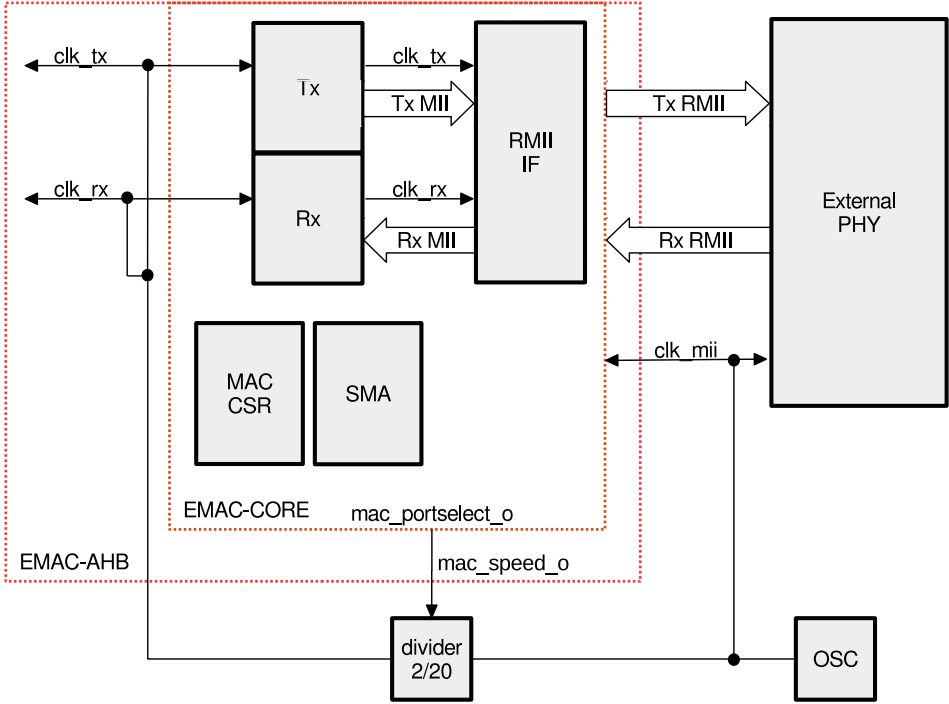 clk_tx
clk_tx
Tx
Tx MII
Tx RMII
RMII
IF
clk_rx
clk_rx
Rx
Rx MII
Rx RMII
External
PHY
clk_mii
MAC
CSR
SMA
EMAC-CORE
mac_portselect_o
EMAC-AHB
mac_speed_o
divider
2/20
OSC